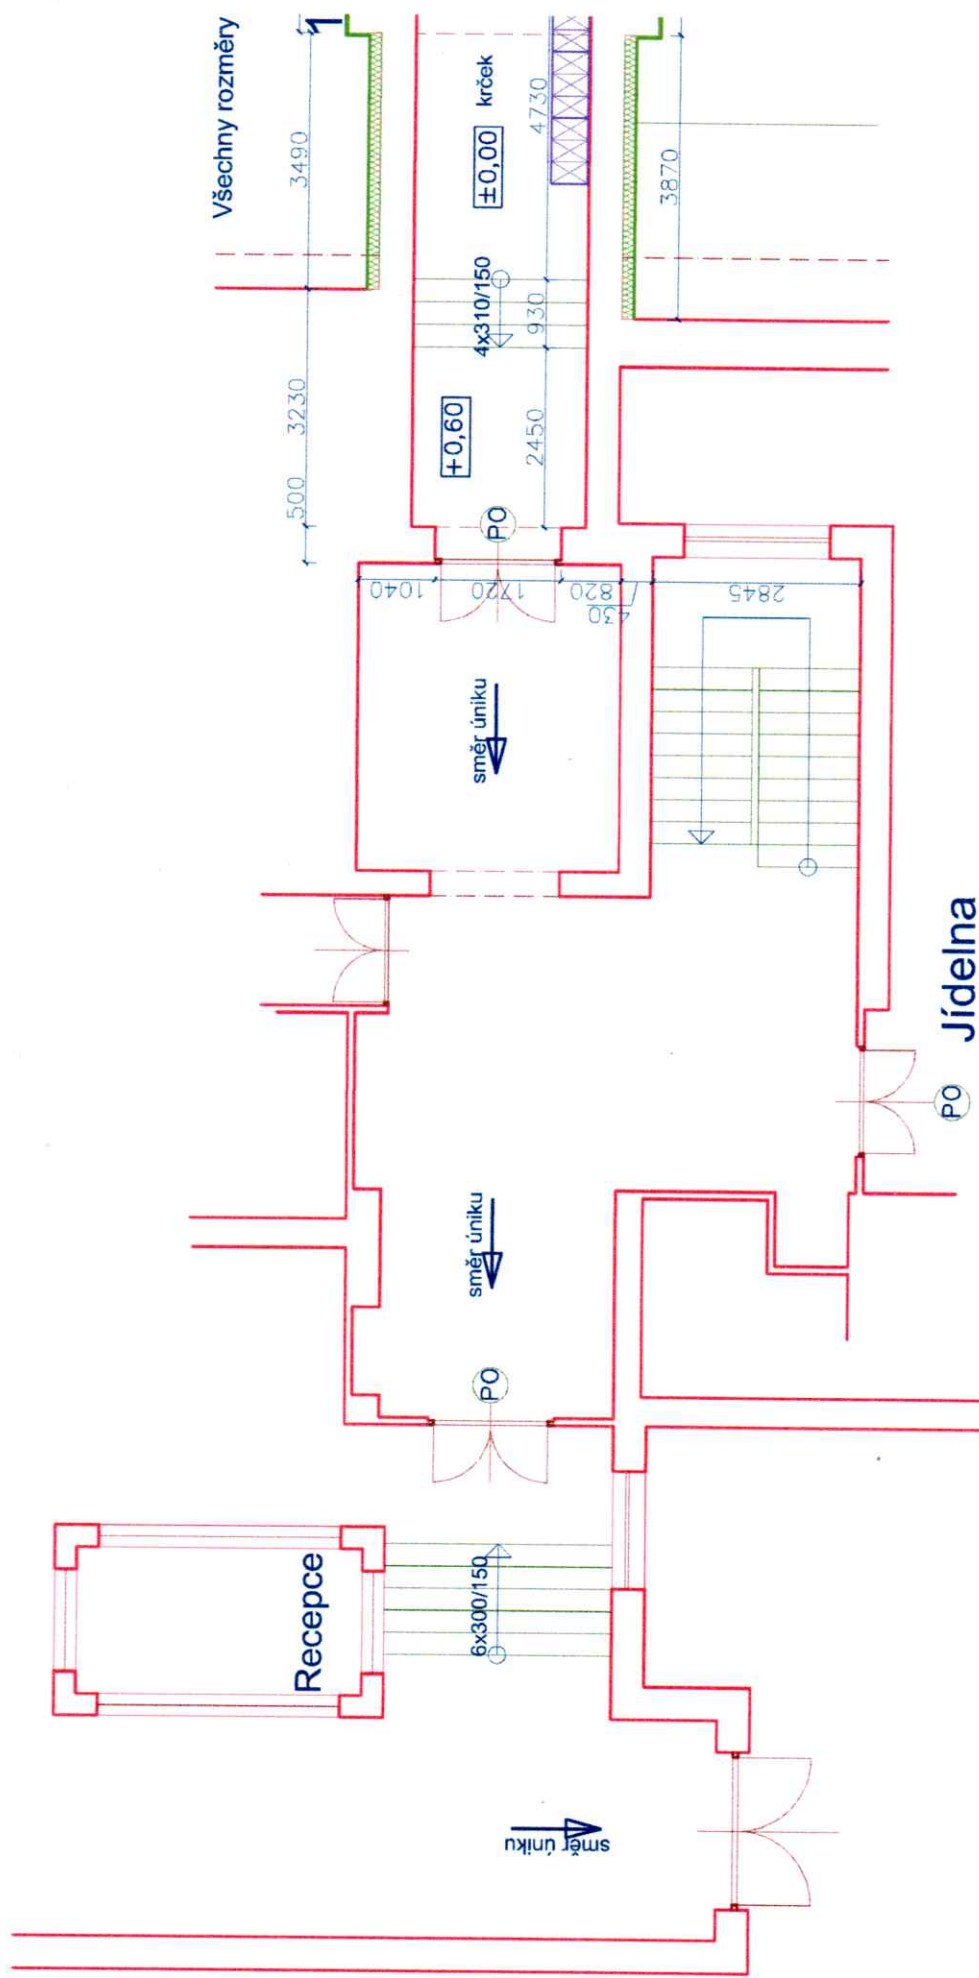 Všechny rozměry
1
3490
3230
500
4730
±0,00
krček
4x310/150
930
2450
+0,60
3870
PO
1040
1720
820
430
2845
směr úniku
Jídelna
PO
směr úniku
PO
Recepce
6x300/150
směr úniku